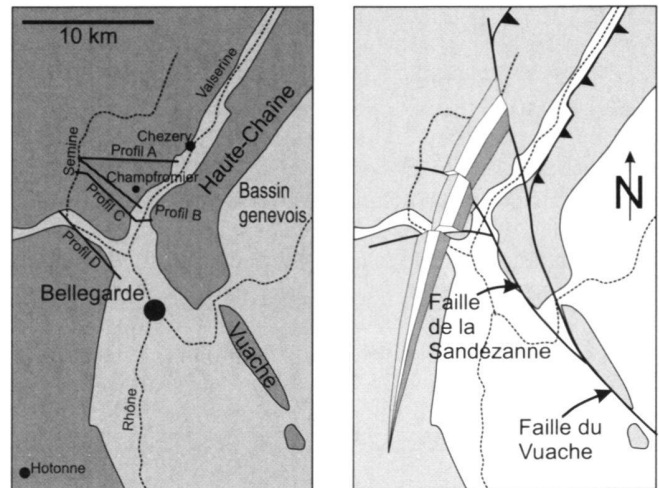 10 km
Valserine
Semine
Chezery
Profil A
Haute-Chaîne
Champfromier
Profil C
Profil B
Bassin
genevois
Profil D
Bellegarde
Vuache
Rhône
Hotonne
N
Faille
de la
Sandézanne
Faille du
Vuache